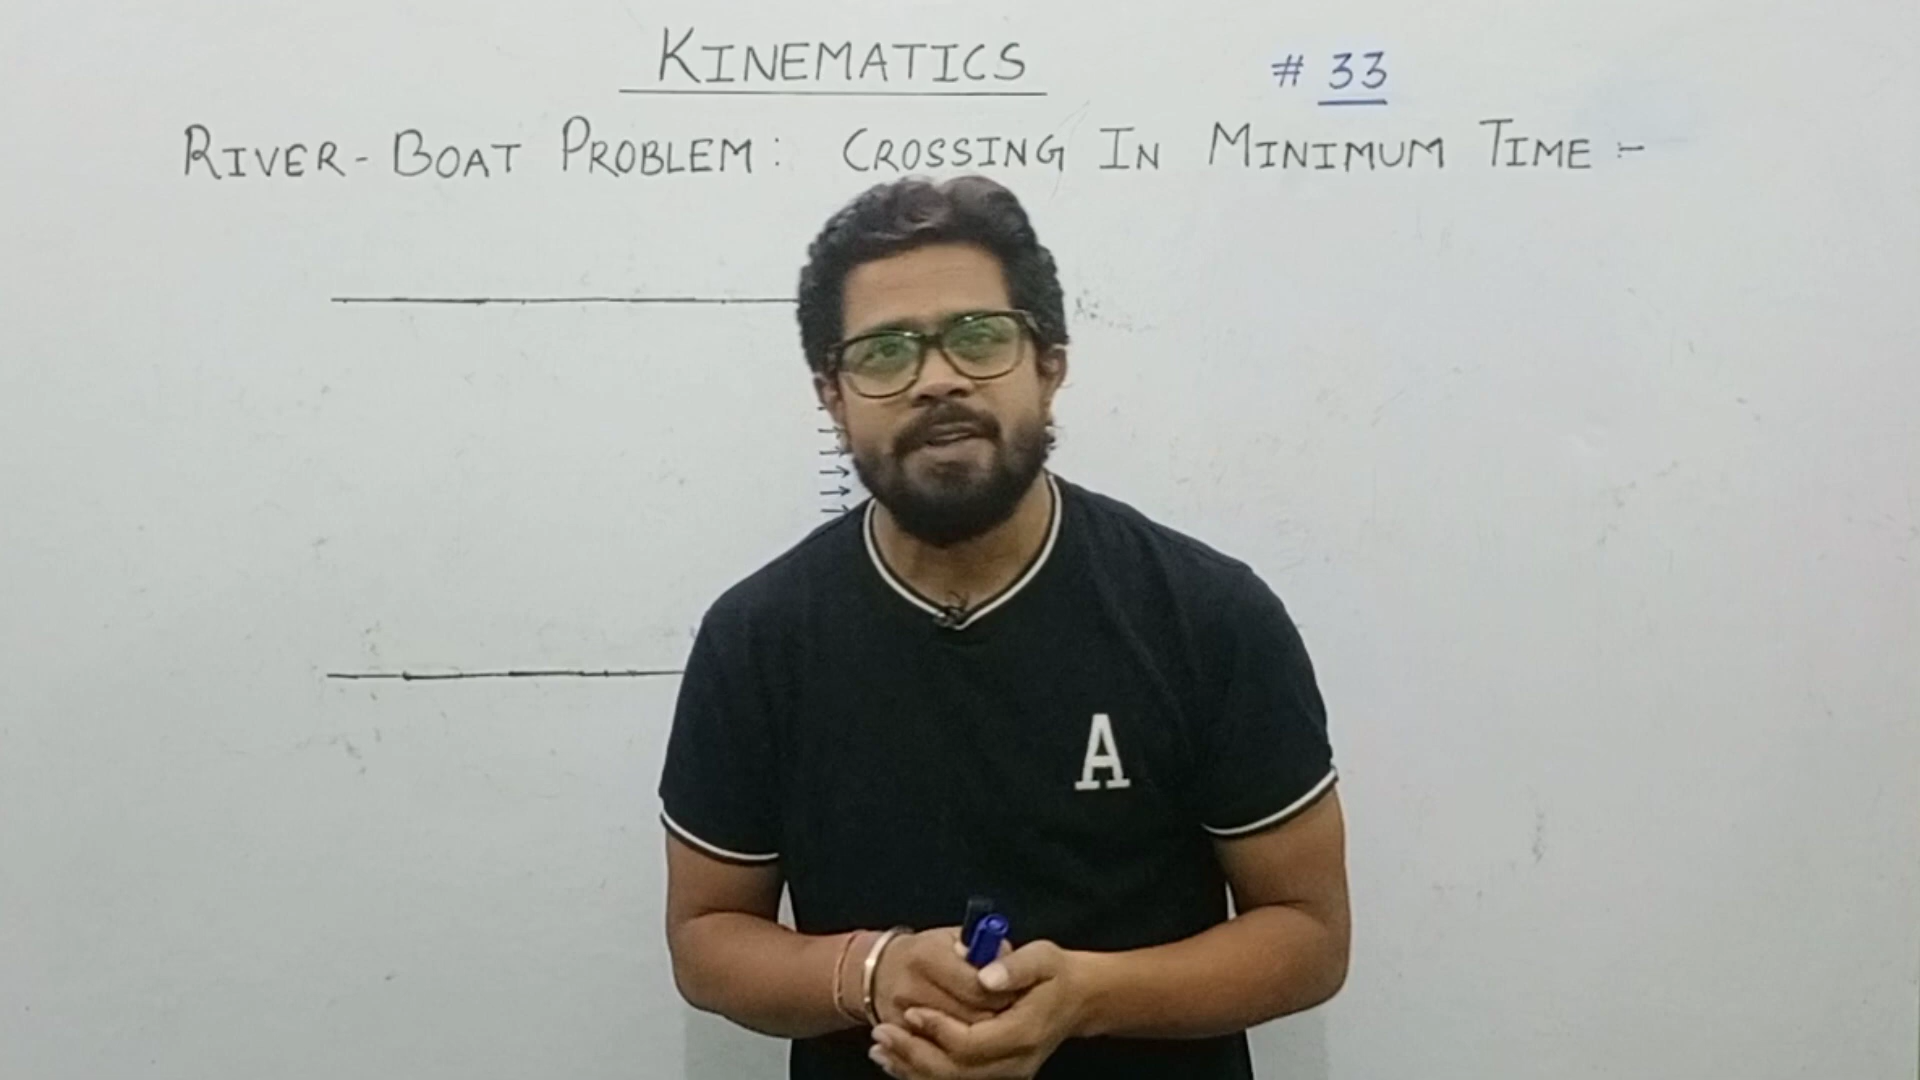 KINEMATICS # 33
RIVER-BOAT PROBLEM: CROSSING IN MINIMUM TIME :-
A